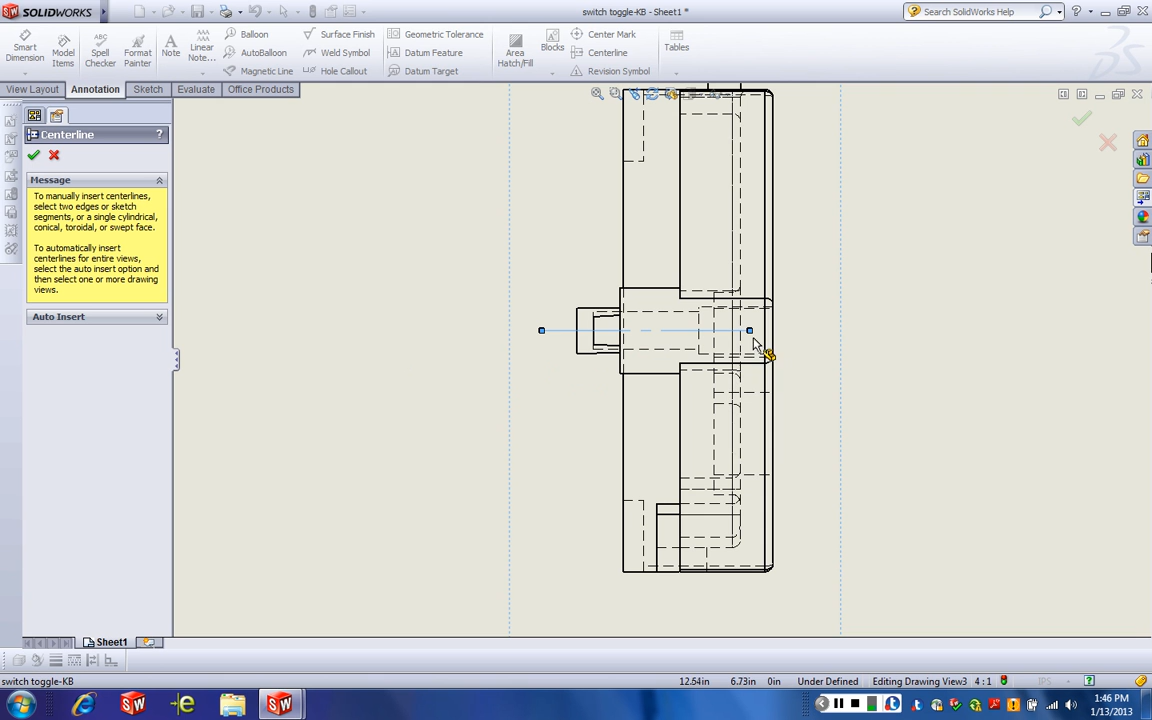 SOLIDWORKS
switch toggle-KB - Sheet1 *
Search SolidWorks Help
Smart Dimension
Model Items
Spell Checker
Format Painter
Note
Linear Note...
Balloon
AutoBalloon
Magnetic Line
Surface Finish
Weld Symbol
Hole Callout
Geometric Tolerance
Datum Feature
Datum Target
Area Hatch/Fill
Blocks
Center Mark
Centerline
Revision Symbol
Tables
View Layout
Annotation
Sketch
Evaluate
Office Products
Centerline
?
Message
To manually insert centerlines,
select two edges or sketch
segments, or a single cylindrical,
conical, toroidal, or swept face.
To automatically insert
centerlines for entire views,
select the auto insert option and
then select one or more drawing
views.
Auto Insert
Sheet1
switch toggle-KB
12.54in
6.73in
0in
Under Defined
Editing Drawing View3
4 : 1
IPS
1:46 PM
1/13/2013